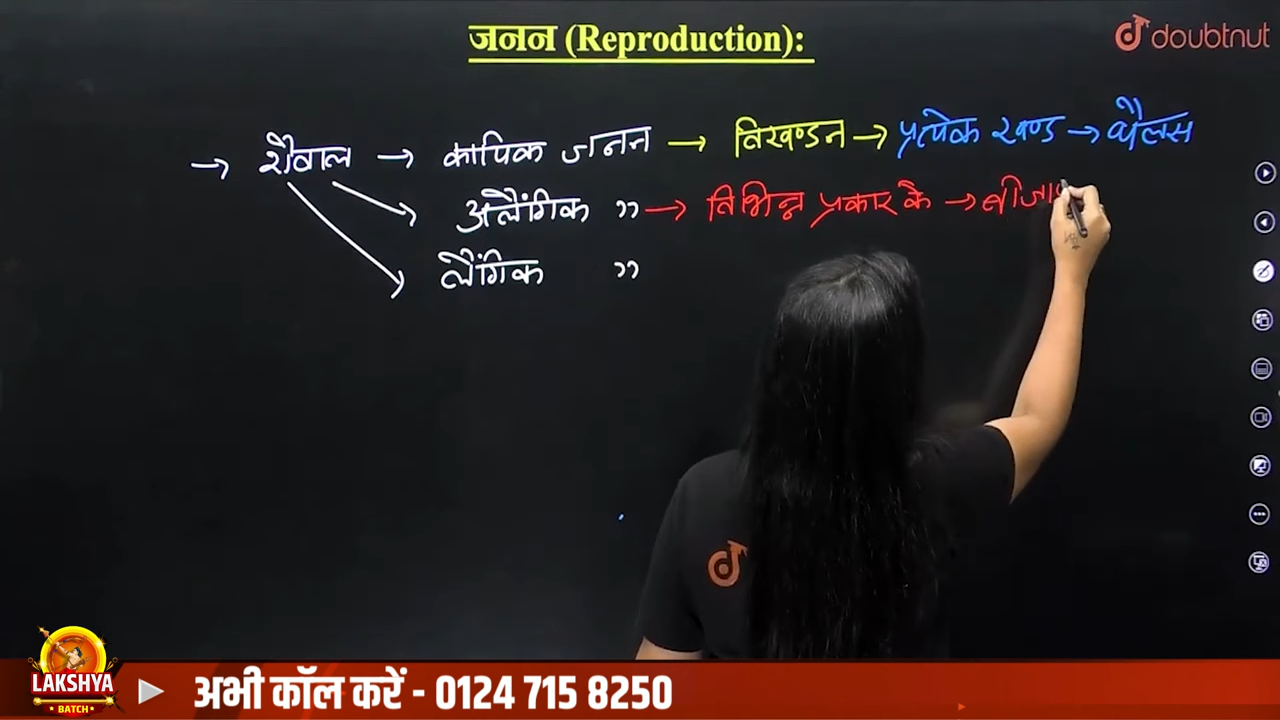 जनन (Reproduction):
doubtnut
→ शैवाल → कायिक जनन → विखण्डन → प्रत्येक खण्ड → थैलस
अलैंगिक ,, → विभिन्न प्रकार के → बीजा
लैंगिक ,,
LAKSHYA
BATCH
अभी कॉल करें - 0124 715 8250